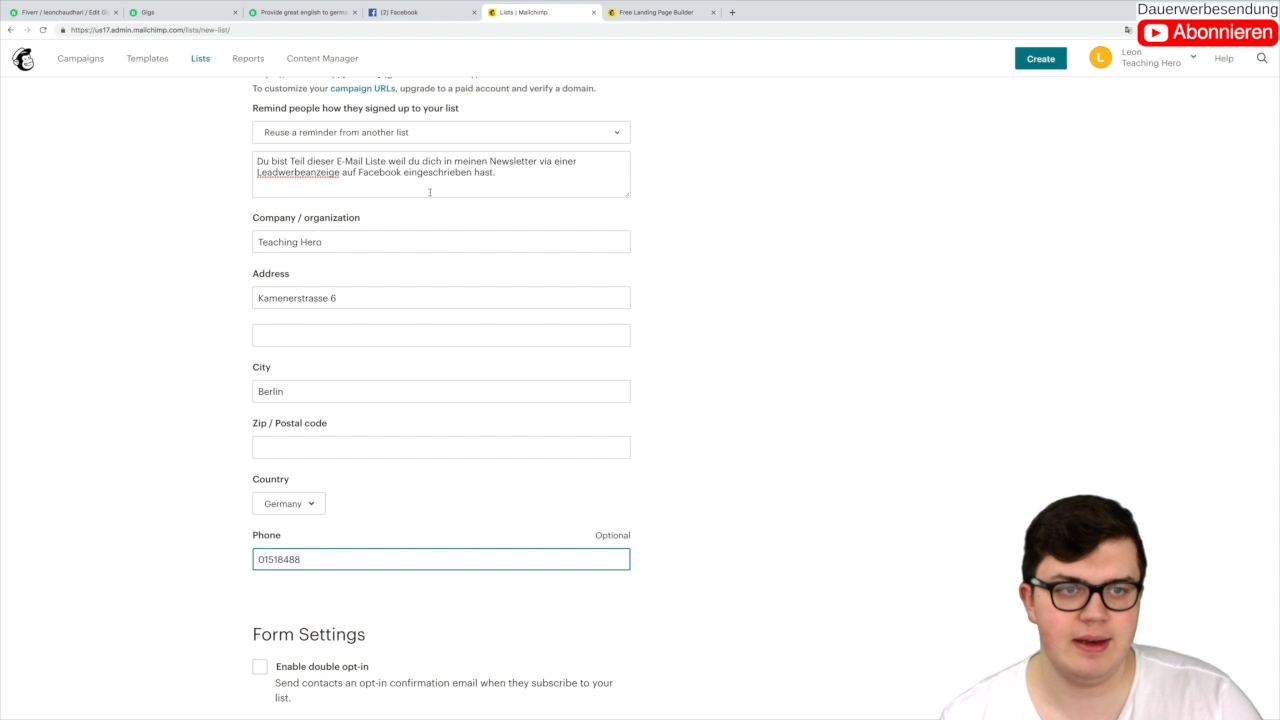 Fiverr / leonchaudhari / Edit Gi
Gigs
Provide great english to germa
(2) Facebook
Lists | Mailchimp
Free Landing Page Builder
Dauerwerbesendung
Abonnieren
https://us17.admin.mailchimp.com/lists/new-list/
Campaigns
Templates
Lists
Reports
Content Manager
Create
L
Leon
Teaching Hero
Help
To customize your campaign URLs, upgrade to a paid account and verify a domain.
Remind people how they signed up to your list
Reuse a reminder from another list
Du bist Teil dieser E-Mail Liste weil du dich in meinen Newsletter via einer
Leadwerbeanzeige auf Facebook eingeschrieben hast.
Company / organization
Teaching Hero
Address
Kamenerstrasse 6
City
Berlin
Zip / Postal code
Country
Germany
Phone
Optional
01518488
Form Settings
Enable double opt-in
Send contacts an opt-in confirmation email when they subscribe to your
list.